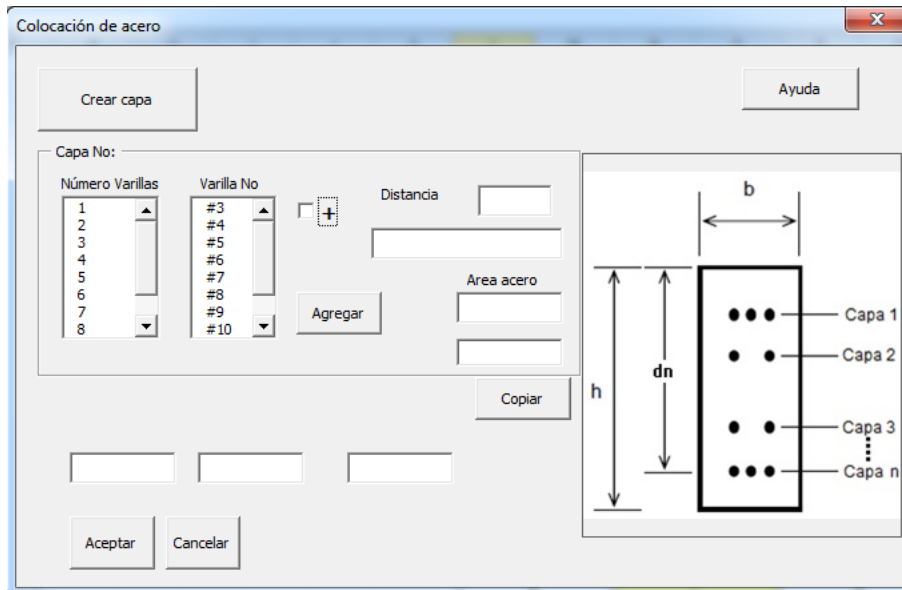 Colocación de acero
Crear capa
Ayuda
Capa No:
Número Varillas
1
2
3
4
5
6
7
8
Varilla No
#3
#4
#5
#6
#7
#8
#9
#10
+
Distancia
Agregar
Area acero
Copiar
Aceptar
Cancelar
b
h
dn
Capa 1
Capa 2
Capa 3
Capa n